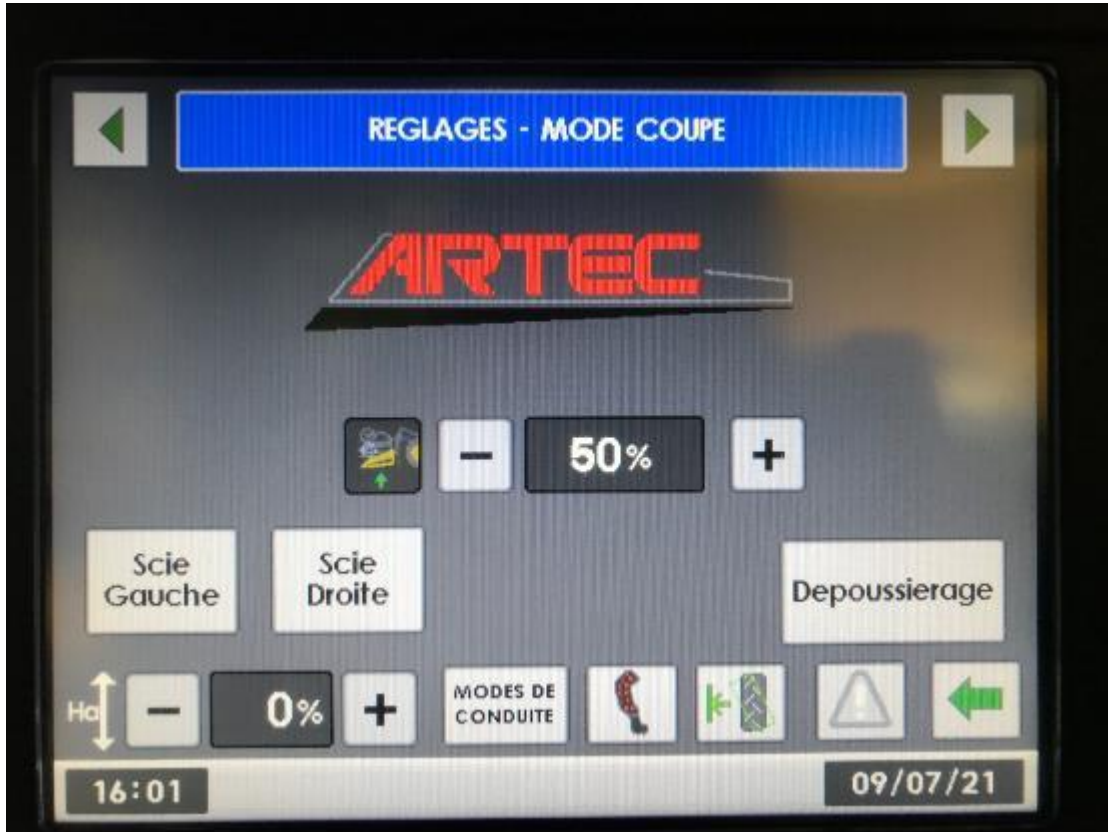 REGLAGES - MODE COUPE
ARTEC
50%
Scie
Gauche
Scie
Droite
Depoussierage
Ha
0%
MODES DE
CONDUITE
16:01
09/07/21